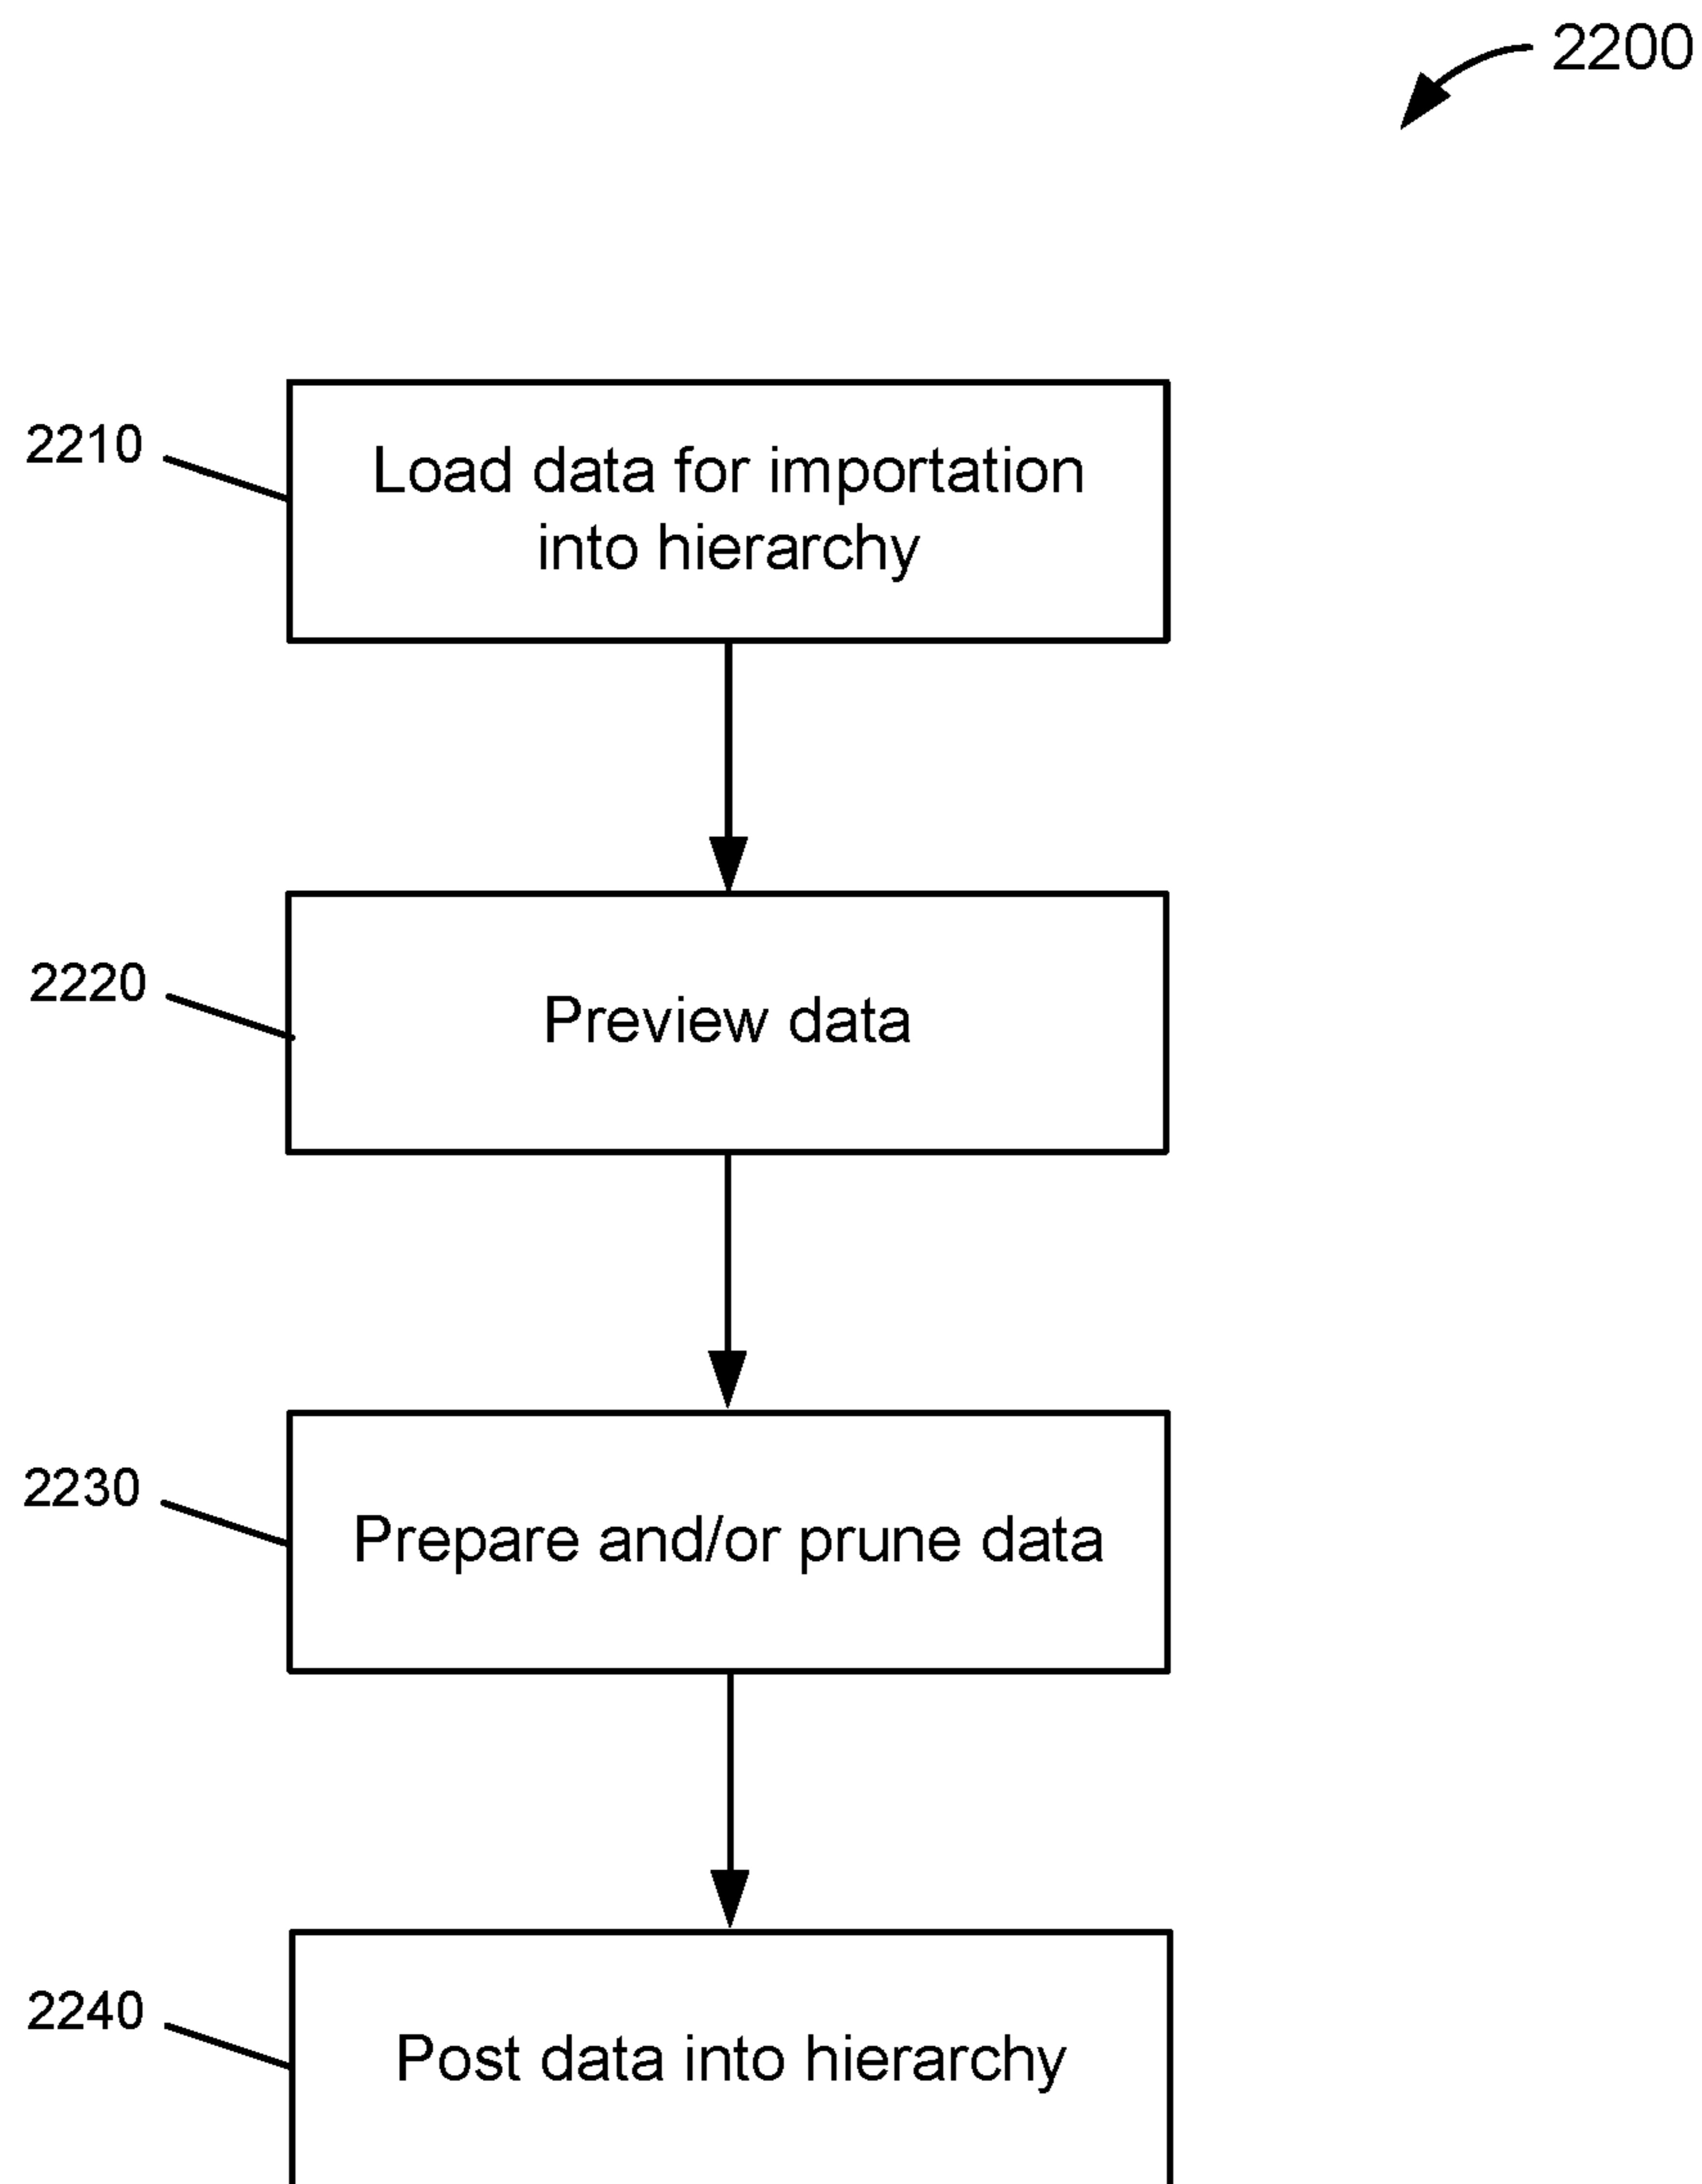 2200
2210
Load data for importation
into hierarchy
2220
Preview data
2230
Prepare and/or prune data
2240
Post data into hierarchy